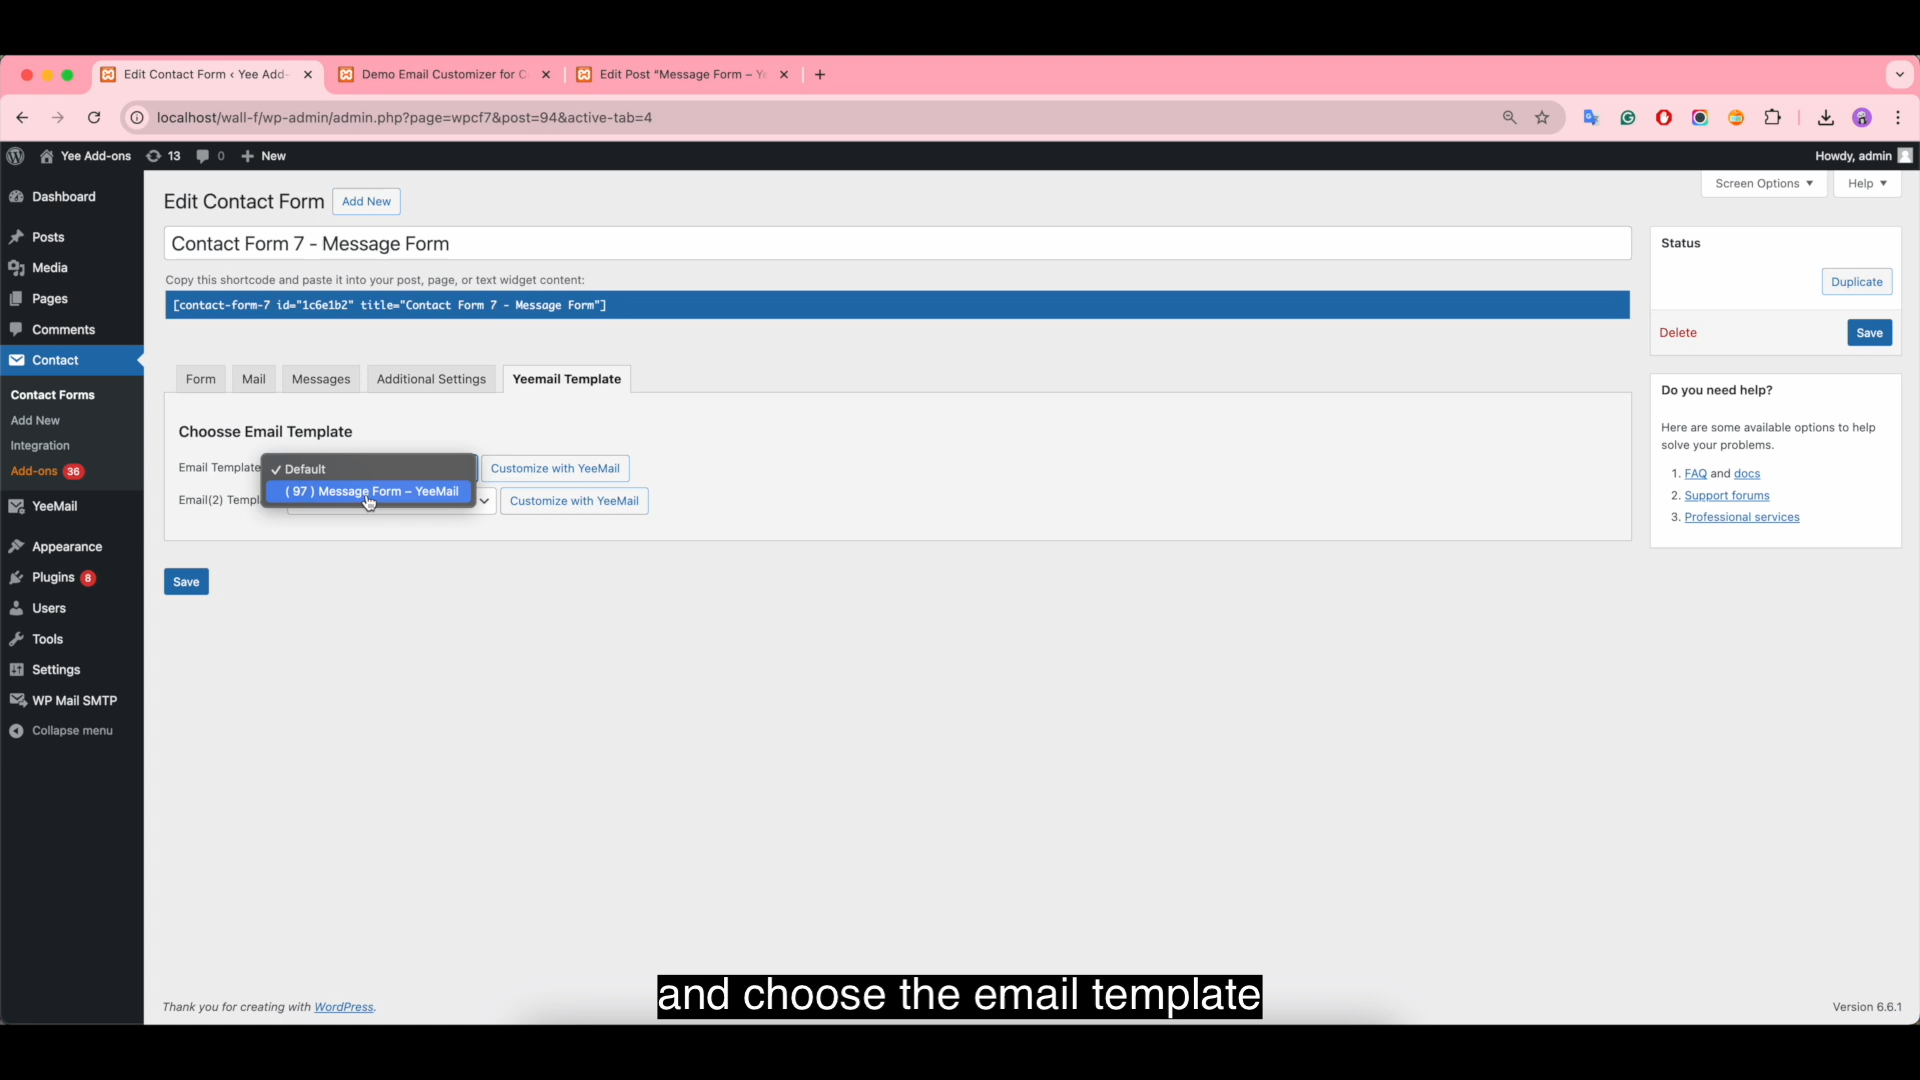 Edit Contact Form ‹ Yee Add-
Demo Email Customizer for C
Edit Post “Message Form – Y
localhost/wall-f/wp-admin/admin.php?page=wpcf7&post=94&active-tab=4
Yee Add-ons
13
0
New
Howdy, admin
Dashboard
Posts
Media
Pages
Comments
Contact
Contact Forms
Add New
Integration
Add-ons 36
YeeMail
Appearance
Plugins 8
Users
Tools
Settings
WP Mail SMTP
Collapse menu
Screen Options
Help
Edit Contact Form
Add New
Contact Form 7 - Message Form
Copy this shortcode and paste it into your post, page, or text widget content:
[contact-form-7 id="1c6e1b2" title="Contact Form 7 - Message Form"]
Form
Mail
Messages
Additional Settings
Yeemail Template
Choosse Email Template
Email Template
Default
Customize with YeeMail
( 97 ) Message Form – YeeMail
Email(2) Templ
Customize with YeeMail
Save
Status
Duplicate
Delete
Save
Do you need help?
Here are some available options to help
solve your problems.
1. FAQ and docs
2. Support forums
3. Professional services
and choose the email template
Thank you for creating with WordPress.
Version 6.6.1